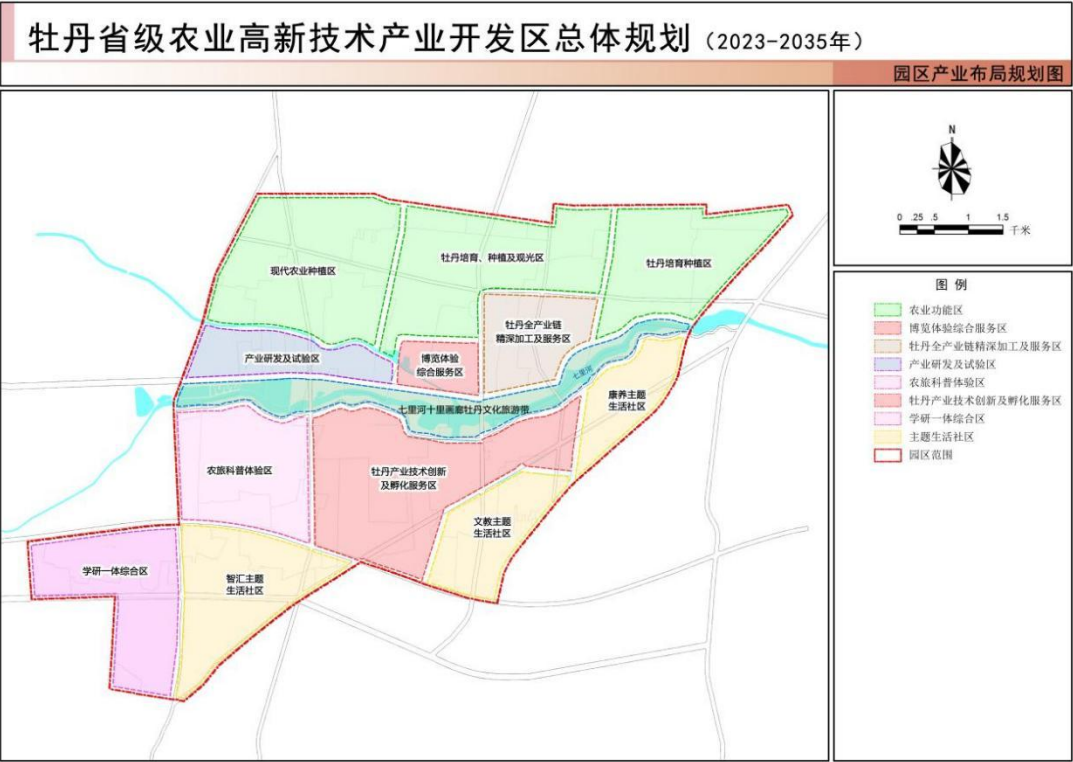 牡丹省级农业高新技术产业开发区总体规划（2023-2035年）
园区产业布局规划图
N
0 .25 .5 1 1.5
千米
现代农业种植区
牡丹培育、种植及观光区
牡丹培育种植区
牡丹全产业链
精深加工及服务区
产业研发及试验区
博览体验
综合服务区
七里河
康养主题
生活社区
七里河十里画廊牡丹文化旅游带
农旅科普体验区
牡丹产业技术创新
及孵化服务区
文教主题
生活社区
学研一体综合区
智汇主题
生活社区
图 例
农业功能区
博览体验综合服务区
牡丹全产业链精深加工及服务区
产业研发及试验区
农旅科普体验区
牡丹产业技术创新及孵化服务区
学研一体综合区
主题生活社区
园区范围